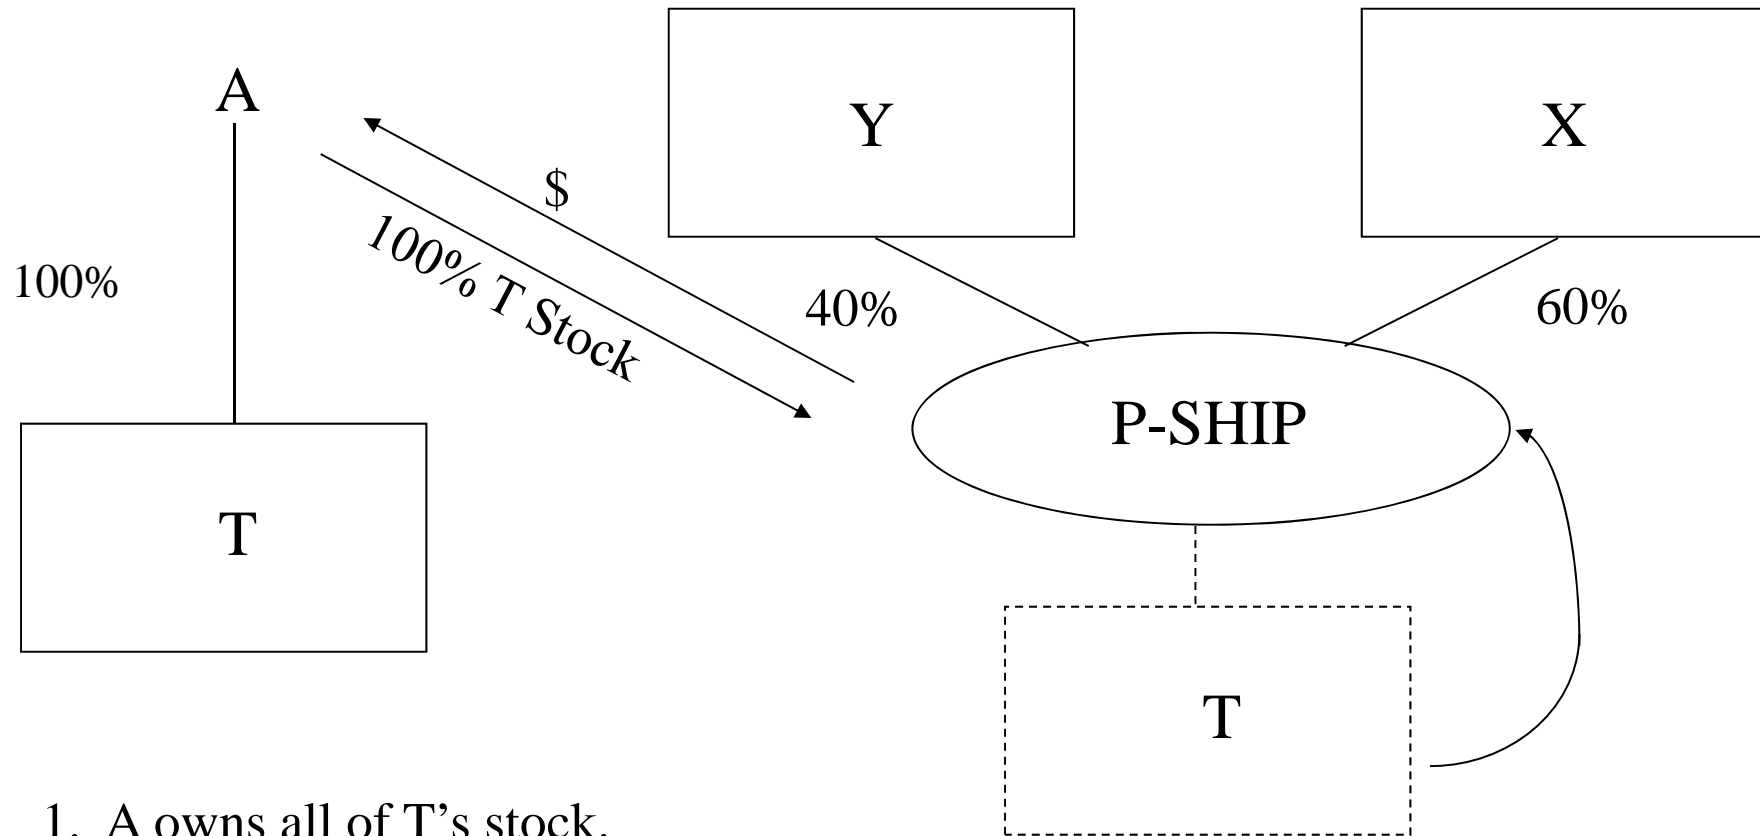 A
Y
X
$
100% T Stock
100%
40%
60%
P-SHIP
T
T
1. A owns all of T’s stock.